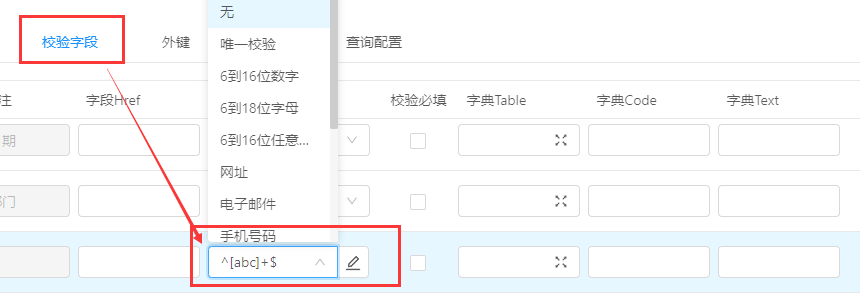 无
校验字段 外键 查询配置
唯一校验
6到16位数字
注 字段Href 校验必填 字典Table 字典Code 字典Text
6到18位字母
期 6到16位任意...
网址
部门 电子邮件
手机号码
^[abc]+$